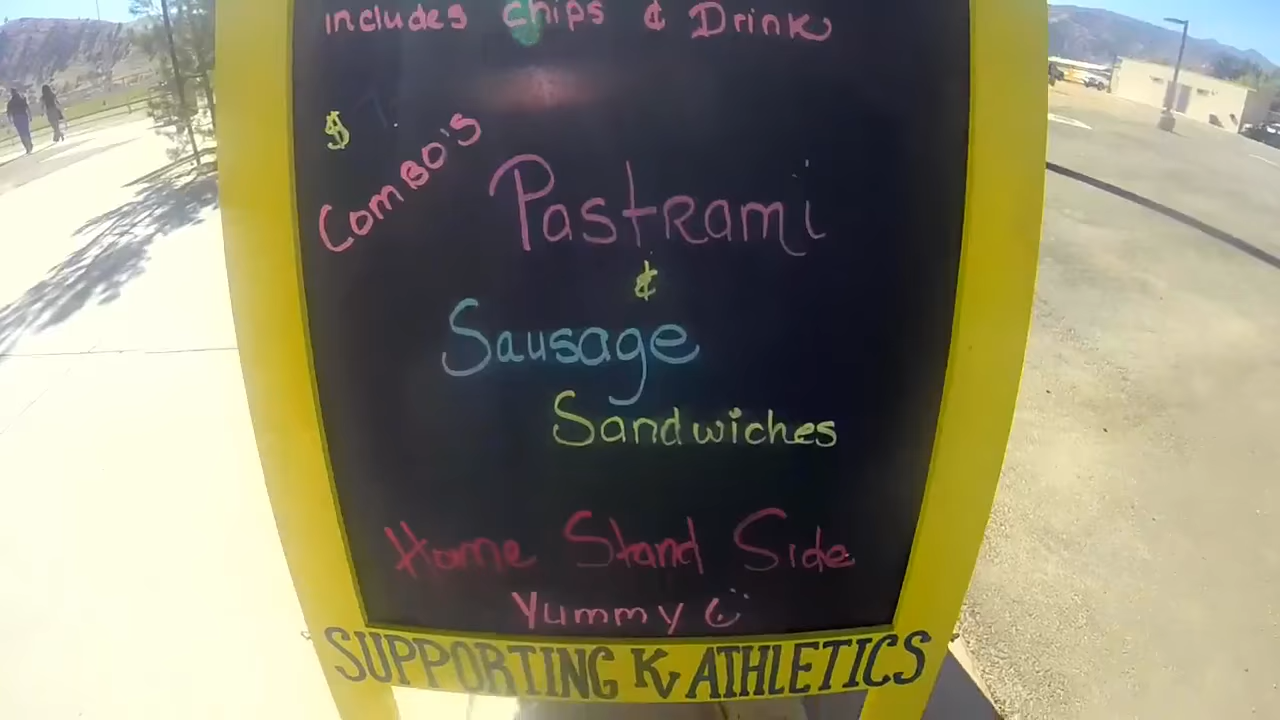 includes chips & Drink
$
Combo's
Pastrami
&
Sausage
Sandwiches
Home Stand Side
Yummy
SUPPORTING KV ATHLETICS